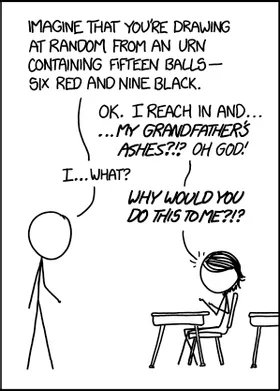 IMAGINE THAT YOU'RE DRAWING
AT RANDOM FROM AN URN
CONTAINING FIFTEEN BALLS—
SIX RED AND NINE BLACK.
OK. I REACH IN AND...
...MY GRANDFATHER'S
ASHES?!? OH GOD!
I...WHAT?
WHY WOULD YOU
DO THIS TO ME?!?